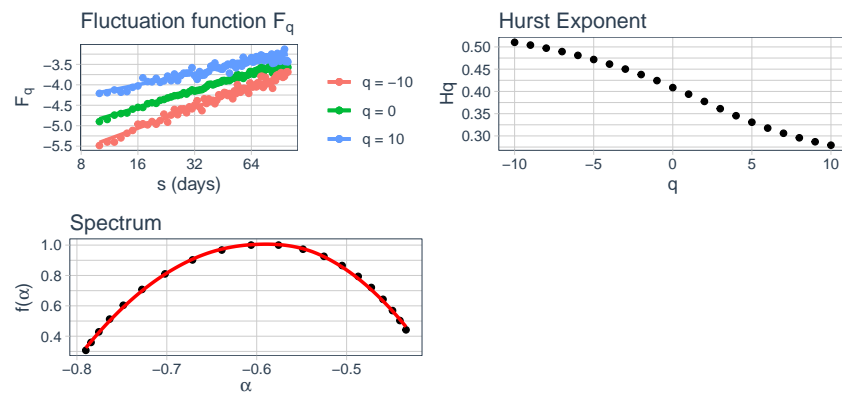 Fluctuation function Fq
Fq
−3.5
−4.0
−4.5
−5.0
−5.5
8 16 32 64
s (days)
q = −10
q = 0
q = 10
Hurst Exponent
Hq
0.50
0.45
0.40
0.35
0.30
−10 −5 0 5 10
q
Spectrum
f(α)
1.0
0.8
0.6
0.4
−0.8 −0.7 −0.6 −0.5
α